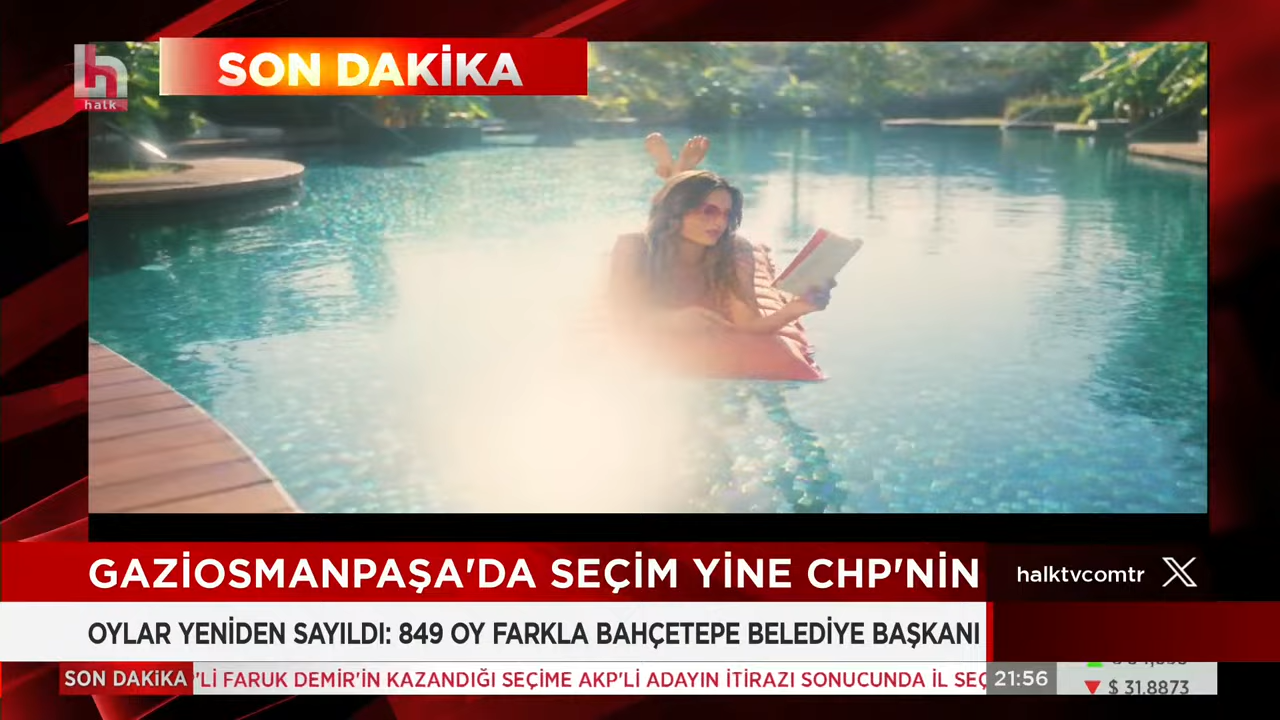 SON DAKİKA
h
halk
GAZİOSMANPAŞA'DA SEÇİM YİNE CHP'NİN
halktvcomtr X
OYLAR YENİDEN SAYILDI: 849 OY FARKLA BAHÇETEPE BELEDİYE BAŞKANI
SON DAKİKA 'Lİ FARUK DEMİR'İN KAZANDIĞI SEÇİME AKP'Lİ ADAYIN İTİRAZI SONUCUNDA İL SEÇ 21:56
$ 31,8873